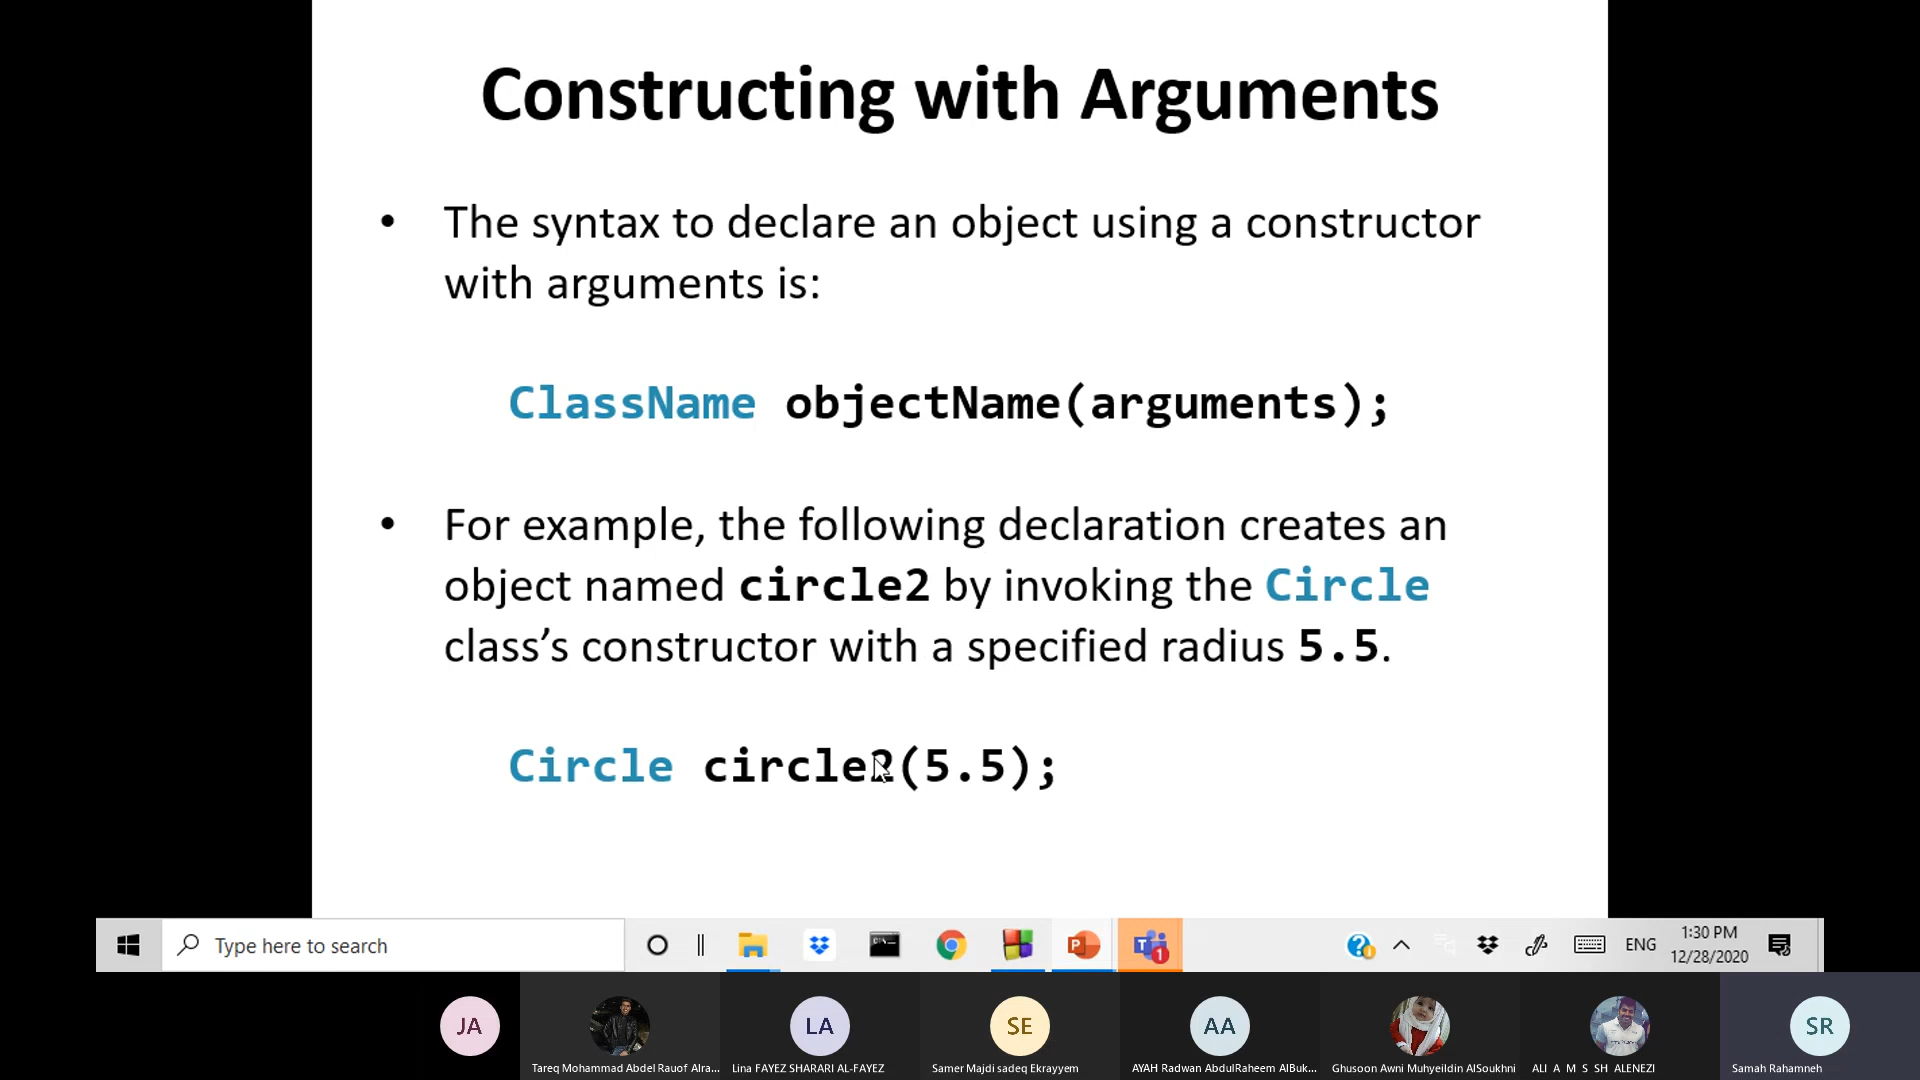 Constructing with Arguments
• The syntax to declare an object using a constructor
with arguments is:
ClassName objectName(arguments);
• For example, the following declaration creates an
object named circle2 by invoking the Circle
class’s constructor with a specified radius 5.5.
Circle circle2(5.5);
Type here to search
ENG
1:30 PM
12/28/2020
JA
LA
SE
AA
SR
Tareq Mohammad Abdel Rauof Alra...
Lina FAYEZ SHARARI AL-FAYEZ
Samer Majdi sadeq Ekrayyem
AYAH Radwan AbdulRaheem AlBuk...
Ghusoon Awni Muhyeildin AlSoukhni
ALI A M S SH ALENEZI
Samah Rahamneh